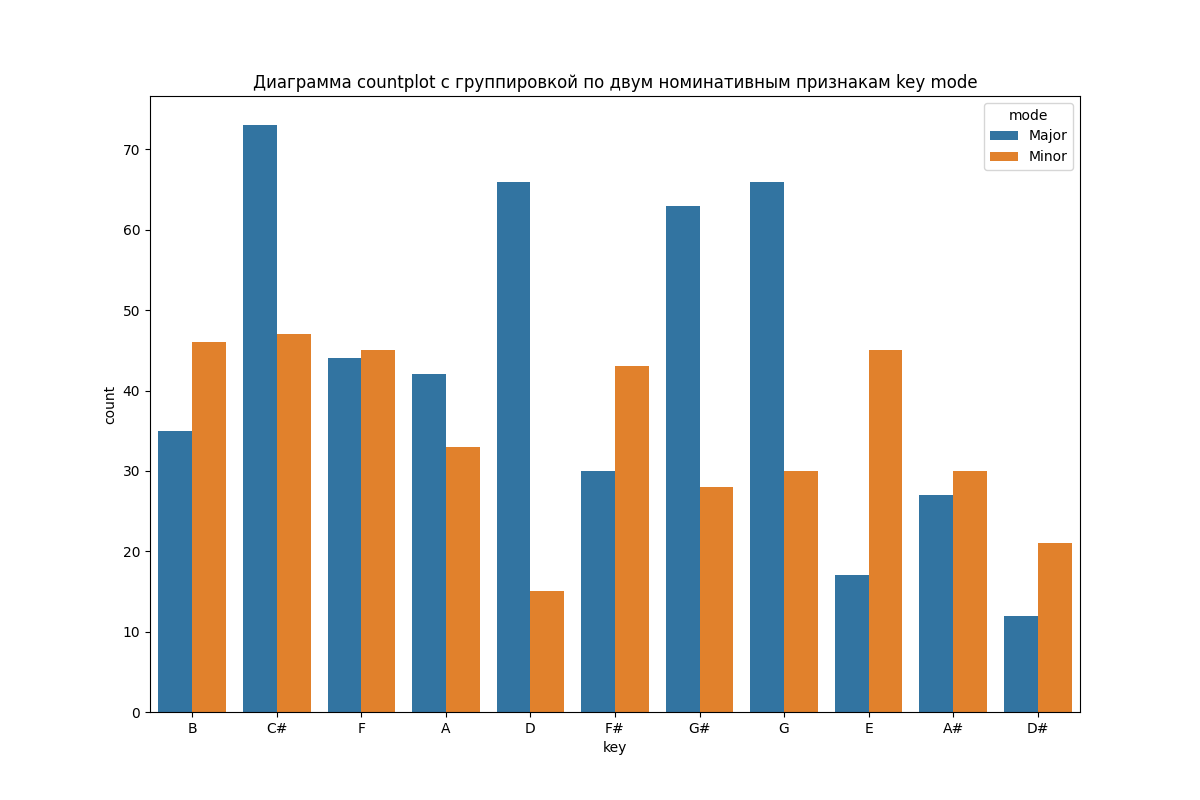 Диаграмма countplot с группировкой по двум номинативным признакам key mode
mode
Major
Minor
70
60
50
40
30
20
10
0
count
B C# F A D F# G# G E A# D#
key